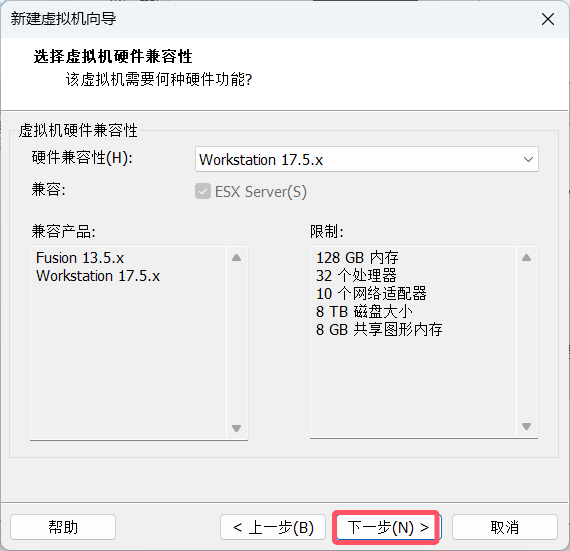 新建虚拟机向导
选择虚拟机硬件兼容性
该虚拟机需要何种硬件功能?
虚拟机硬件兼容性
硬件兼容性(H):
Workstation 17.5.x
兼容:
ESX Server(S)
兼容产品:
Fusion 13.5.x
Workstation 17.5.x
限制:
128 GB 内存
32 个处理器
10 个网络适配器
8 TB 磁盘大小
8 GB 共享图形内存
帮助
< 上一步(B)
下一步(N) >
取消